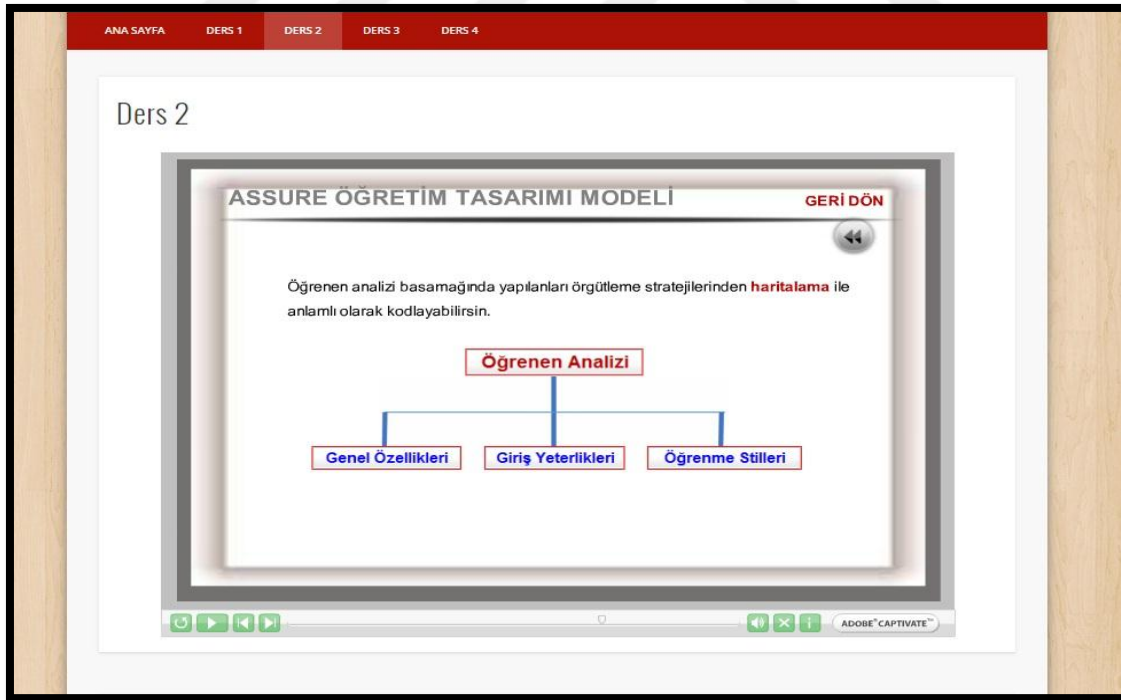 ANA SAYFA DERS 1 DERS 2 DERS 3 DERS 4
Ders 2
ASSURE ÖĞRETİM TASARIMI MODELİ
GERİ DÖN
Öğrenen analizi basamağında yapılanları örgütleme stratejilerinden haritalama ile
anlamlı olarak kodlayabilirsin.
Öğrenen Analizi
Genel Özellikleri Giriş Yeterlikleri Öğrenme Stilleri
ADOBE® CAPTIVATE™